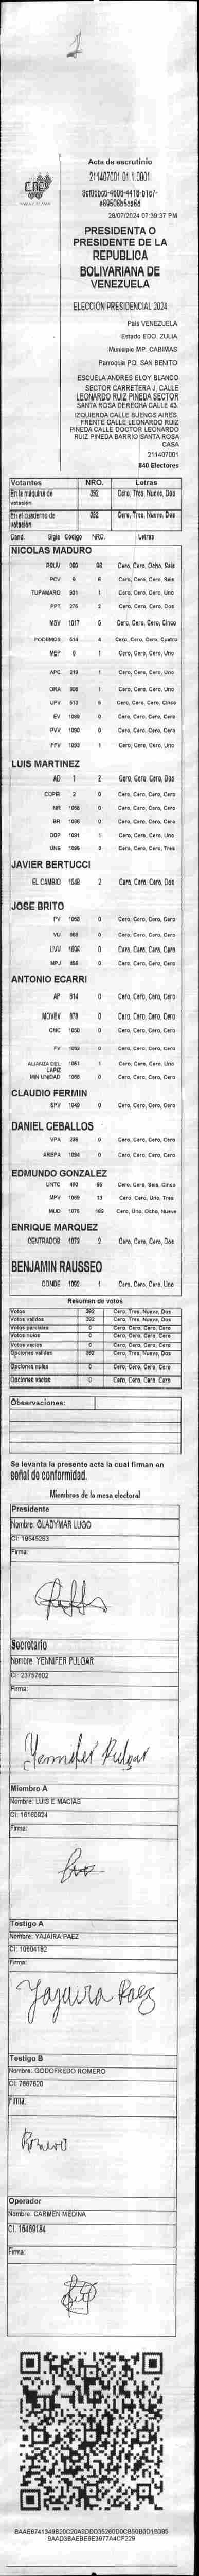 cne
Acta de escrutinio
211407001.01.1.0001
28/07/2024 07:39:37 PM
PRESIDENTA O
PRESIDENTE DE LA
REPUBLICA
BOLIVARIANA DE
VENEZUELA
ELECCIÓN PRESIDENCIAL 2024 -
País VENEZUELA
Estado EDO. ZULIA
Municipio MP. CABIMAS
Parroquia PQ. SAN BENITO
ESCUELA ANDRES ELOY BLANCO
SECTOR CARRETERA J. CALLE
LEONARDO RUIZ PINEDA SECTOR
SANTA ROSA DERECHA CALLE 43.
IZQUIERDA CALLE BUENOS AIRES.
FRENTE CALLE LEONARDO RUIZ
PINEDA CALLE DOCTOR LEONARDO
RUIZ PINEDA BARRIO SANTA ROSA
CASA
211407001
840 Electores
Votantes NRO. Letras
En la máquina de votación 392 Cero, Tres, Nueve, Dos
En el cuaderno de votación 392 Cero, Tres, Nueve, Dos
Cand. Sigla Código NRO. Letras
NICOLAS MADURO
PSUV 960 86 Cero, Cero, Ocho, Seis
PCV 6 Cero, Cero, Cero, Seis
TUPAMARO 931 1 Cero, Cero, Cero, Uno
PPT 276 2 Cero, Cero, Cero, Dos
MSV 1017 5 Cero, Cero, Cero, Cinco
PODEMOS 514 4 Cero, Cero, Cero, Cuatro
MEP 1 Cero, Cero, Cero, Uno
APC 219 1 Cero, Cero, Cero, Uno
ORA 906 1 Cero, Cero, Cero, Uno
UPV 513 5 Cero, Cero, Cero, Cinco
EV 1089 0 Cero, Cero, Cero, Cero
PVV 1090 0 Cero, Cero, Cero, Cero
PFV 1093 1 Cero, Cero, Cero, Uno
LUIS MARTINEZ
AD 1 2 Cero, Cero, Cero, Dos
COPEI 2 0 Cero, Cero, Cero, Cero
MR 1065 0 Cero, Cero, Cero, Cero
BR 1066 0 Cero, Cero, Cero, Cero
DDP 1091 1 Cero, Cero, Cero, Uno
UNE 1096 3 Cero, Cero, Cero, Tres
JAVIER BERTUCCI
EL CAMBIO 1048 2 Cero, Cero, Cero, Dos
JOSE BRITO
PV 1053 0 Cero, Cero, Cero, Cero
VU 968 0 Cero, Cero, Cero, Cero
UVV 1096 0 Cero, Cero, Cero, Cero
MPJ 458 0 Cero, Cero, Cero, Cero
ANTONIO ECARRI
AP 814 0 Cero, Cero, Cero, Cero
MOVEV 878 0 Cero, Cero, Cero, Cero
CMC 1050 0 Cero, Cero, Cero, Cero
FV 1062 0 Cero, Cero, Cero, Cero
ALIANZA DEL LAPIZ 1051 1 Cero, Cero, Cero, Uno
MIN UNIDAD 1088 0 Cero, Cero, Cero, Cero
CLAUDIO FERMIN
SPV 1049 0 Cero, Cero, Cero, Cero
DANIEL CEBALLOS
VPA 236 0 Cero, Cero, Cero, Cero
AREPA 1094 0 Cero, Cero, Cero, Cero
EDMUNDO GONZALEZ
UNTC 480 65 Cero, Cero, Seis, Cinco
MPV 1069 13 Cero, Cero, Uno, Tres
MUD 1075 189 Cero, Uno, Ocho, Nueve
ENRIQUE MARQUEZ
CENTRADOS 1073 2 Cero, Cero, Cero, Dos
BENJAMIN RAUSSEO
CONDE 1092 1 Cero, Cero, Cero, Uno
Resumen de votos
Votos 392 Cero, Tres, Nueve, Dos
Votos válidos 392 Cero, Tres, Nueve, Dos
Votos parciales 0 Cero, Cero, Cero, Cero
Votos nulos 0 Cero, Cero, Cero, Cero
Votos vacíos 0 Cero, Cero, Cero, Cero
Opciones válidas 392 Cero, Tres, Nueve, Dos
Opciones nulas 0 Cero, Cero, Cero, Cero
Opciones vacías 0 Cero, Cero, Cero, Cero
Observaciones:
Se levanta la presente acta la cual firman en
señal de conformidad.
Miembros de la mesa electoral
Presidente
Nombre: GLADYMAR LUGO
CI: 19545263
Firma:
Secretario
Nombre: YENNIFER PULGAR
CI: 23757602
Firma:
Yennifer Pulgar
Miembro A
Nombre: LUIS E MACIAS
CI: 16160924
Firma:
Testigo A
Nombre: YAJAIRA PAEZ
CI: 10604182
Firma:
Yajaira Paez
Testigo B
Nombre: GODOFREDO ROMERO
CI: 7667620
Firma:
Romero
Operador
Nombre: CARMEN MEDINA
CI: 16469184
Firma: